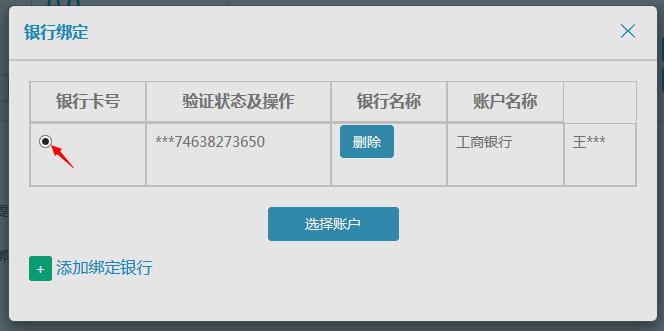 银行绑定
银行卡号 验证状态及操作 银行名称 账户名称
***74638273650 删除 工商银行 王***
选择账户
+ 添加绑定银行